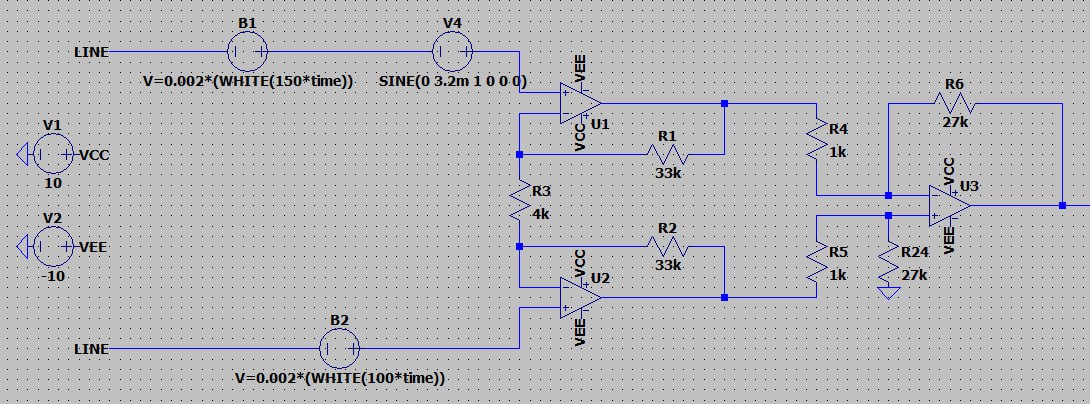 B1
V4
LINE
V=0.002*(WHITE(150*time))
SINE(0 3.2m 1 0 0 0)
VEE
U1
VCC
R6
27k
V1
VCC
10
R1
33k
R4
1k
R3
4k
VCC
U3
VEE
V2
VEE
-10
R2
33k
VCC
U2
VEE
R5
1k
R24
27k
B2
LINE
V=0.002*(WHITE(100*time))